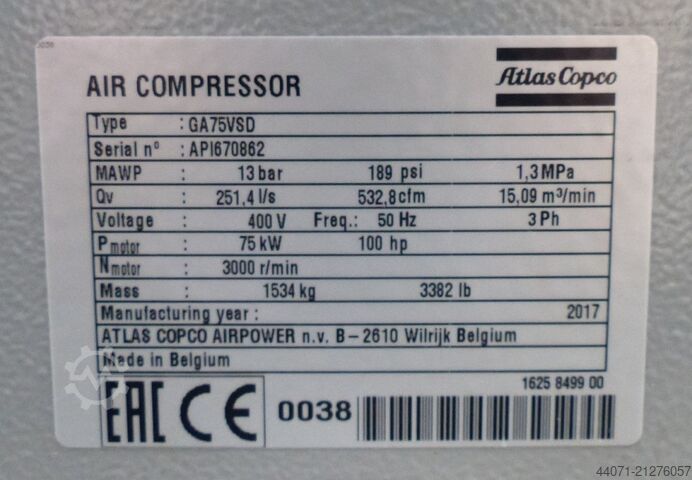 Atlas Copco
AIR COMPRESSOR
Type : GA75VSD
Serial nº : API670862
MAWP : 13 bar 189 psi 1,3 MPa
Qv : 251,4 l/s 532,8 cfm 15,09 m³/min
Voltage : 400 V Freq.: 50 Hz 3 Ph
Pmotor : 75 kW 100 hp
Nmotor : 3000 r/min
Mass : 1534 kg 3382 lb
Manufacturing year : 2017
ATLAS COPCO AIRPOWER n.v. B–2610 Wilrijk Belgium
Made in Belgium
1625 8499 00
EAC CE 0038
44071-21276057